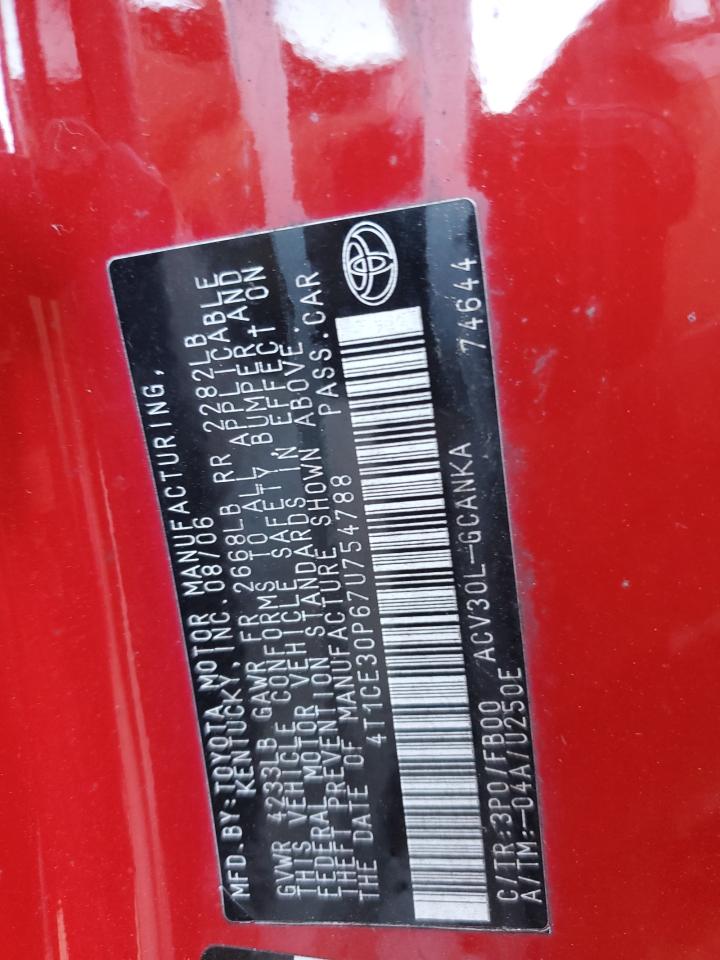 MFD.BY:TOYOTA MOTOR MANUFACTURING,
KENTUCKY, INC. 08/06
GVWR 4233LB GAWR FR 2668LB RR 2282LB
THIS VEHICLE CONFORMS TO ALL APPLICABLE
FEDERAL MOTOR VEHICLE SAFETY, BUMPER, AND
THEFT PREVENTION STANDARDS IN EFFECT ON
THE DATE OF MANUFACTURE SHOWN ABOVE.
4T1CE30P67U754788 PASS.CAR
C/TR:3P0/FB00 ACV30L-GCANKA 74644
A/TM:-04A/U250E